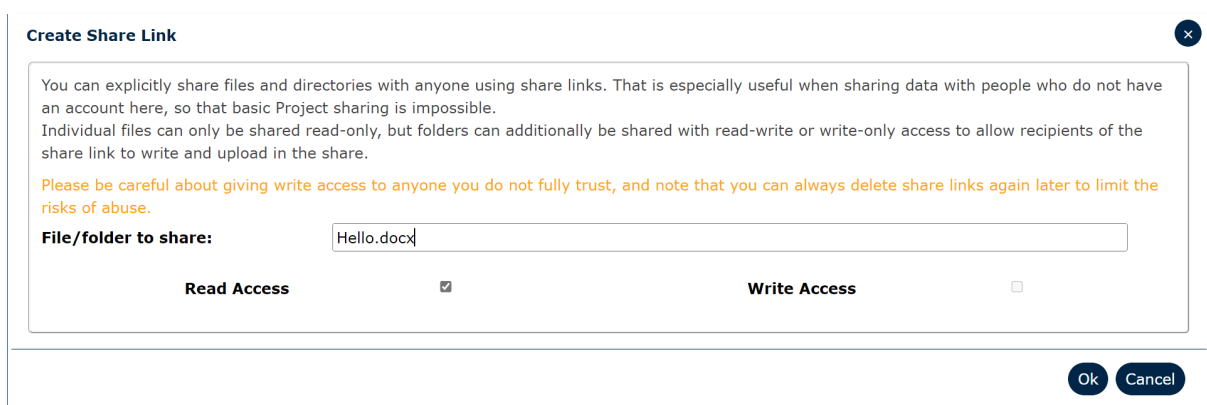 Create Share Link
×
You can explicitly share files and directories with anyone using share links. That is especially useful when sharing data with people who do not have
an account here, so that basic Project sharing is impossible.
Individual files can only be shared read-only, but folders can additionally be shared with read-write or write-only access to allow recipients of the
share link to write and upload in the share.
Please be careful about giving write access to anyone you do not fully trust, and note that you can always delete share links again later to limit the
risks of abuse.
File/folder to share: Hello.docx
Read Access Write Access
Ok Cancel